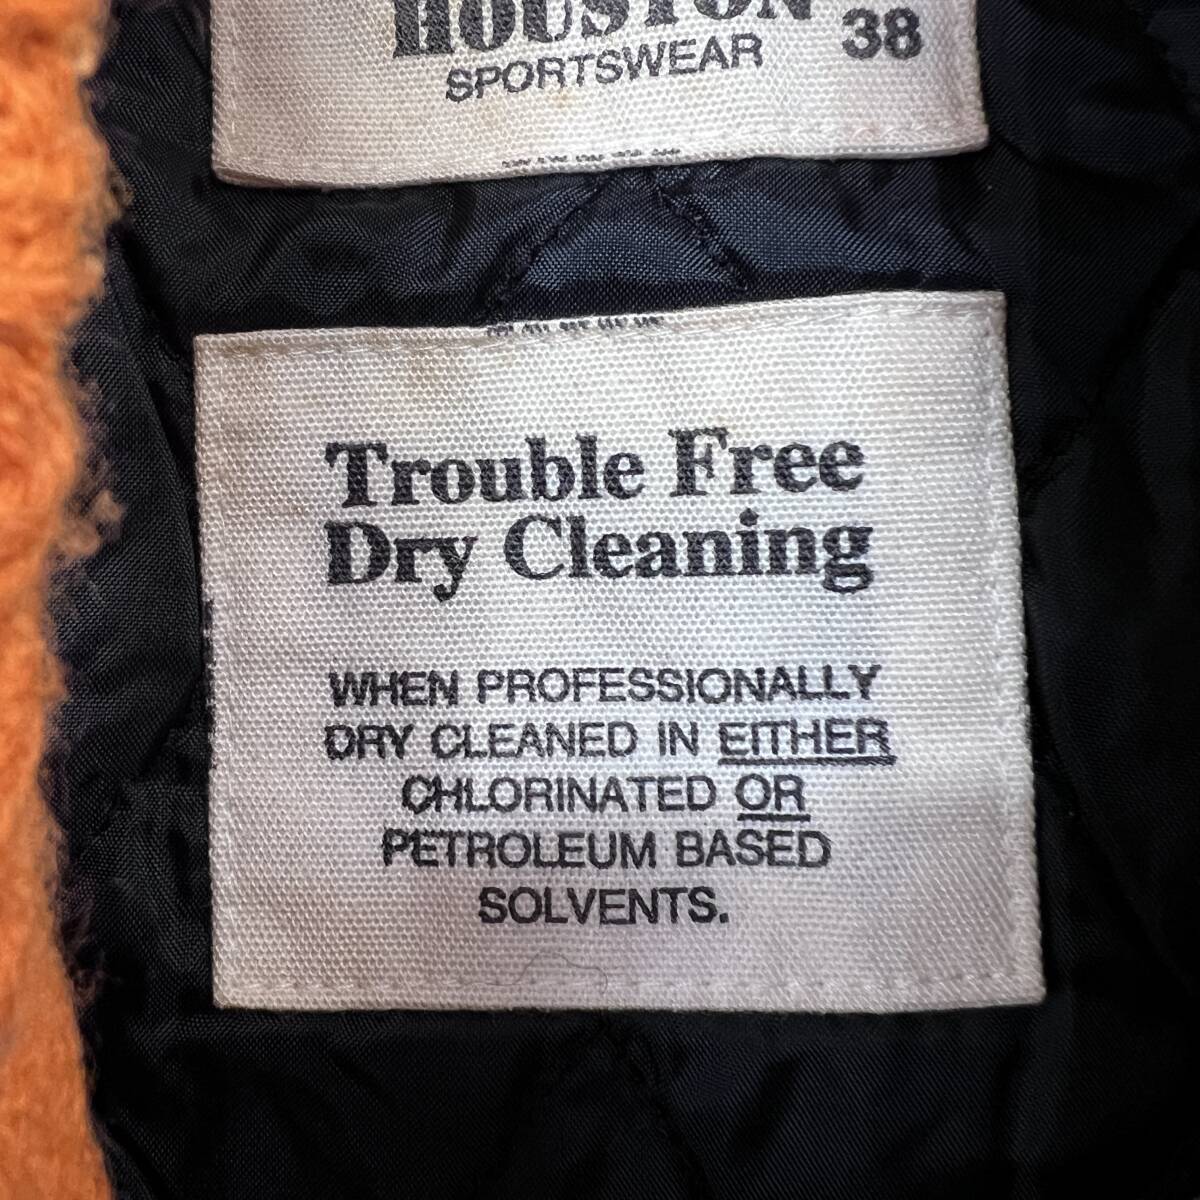 HOUSTON
SPORTSWEAR 38
Trouble Free
Dry Cleaning
WHEN PROFESSIONALLY
DRY CLEANED IN EITHER
CHLORINATED OR
PETROLEUM BASED
SOLVENTS.